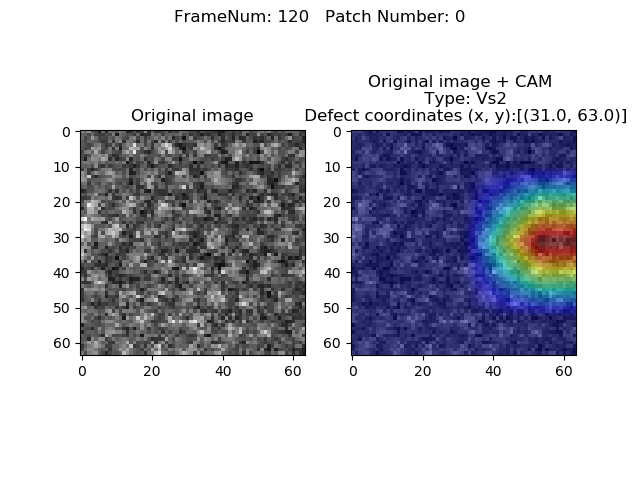 FrameNum: 120   Patch Number: 0
Original image
Original image + CAM
Type: Vs2
Defect coordinates (x, y):[(31.0, 63.0)]
0
10
20
30
40
50
60
0 20 40 60
0
10
20
30
40
50
60
0 20 40 60